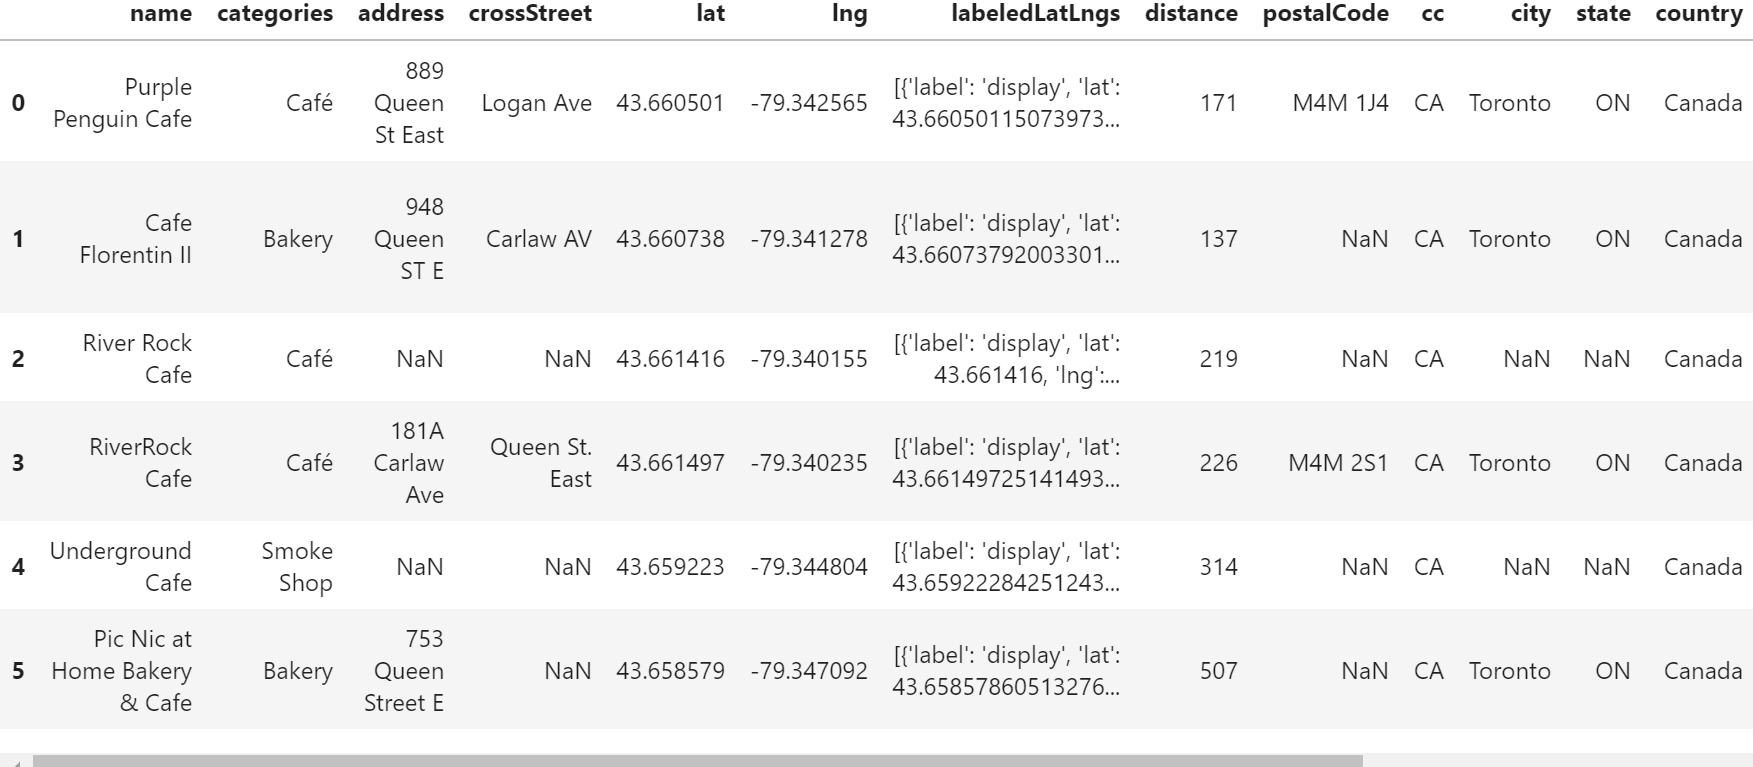 name categories address crossStreet lat lng labeledLatLngs distance postalCode cc city state country
889
Purple Queen [{'label': 'display', 'lat':
0 Café Logan Ave 43.660501 -79.342565 171 M4M 1J4 CA Toronto ON Canada
Penguin Cafe St East 43.66050115073973...
948
Cafe Queen [{'label': 'display', 'lat':
1 Bakery Carlaw AV 43.660738 -79.341278 137 NaN CA Toronto ON Canada
Florentin II ST E 43.66073792003301...
River Rock [{'label': 'display', 'lat':
2 Café NaN NaN 43.661416 -79.340155 219 NaN CA NaN NaN Canada
Cafe 43.661416, 'lng':...
181A
RiverRock Queen St. [{'label': 'display', 'lat':
3 Café Carlaw 43.661497 -79.340235 226 M4M 2S1 CA Toronto ON Canada
Cafe East 43.66149725141493...
Ave
Underground Smoke [{'label': 'display', 'lat':
4 NaN NaN 43.659223 -79.344804 314 NaN CA NaN NaN Canada
Cafe Shop 43.65922284251243...
Pic Nic at 753 [{'label': 'display', 'lat':
5 Home Bakery Bakery Queen NaN 43.658579 -79.347092 507 NaN CA Toronto ON Canada
& Cafe Street E 43.65857860513276...